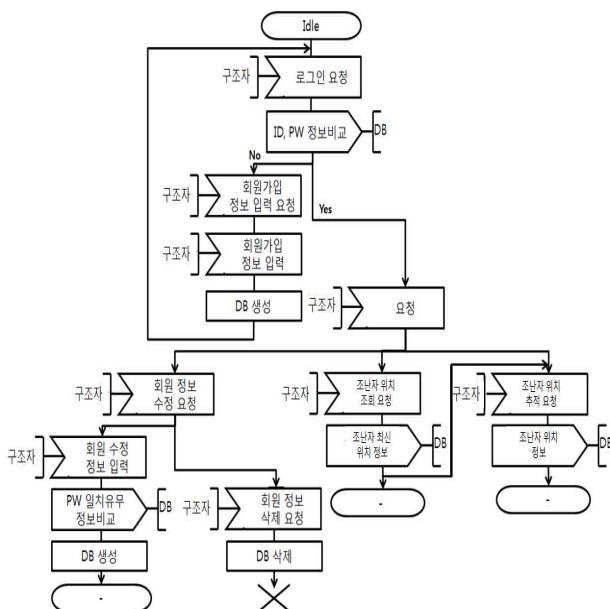 Idle
구조자
로그인 요청
ID, PW 정보비교
DB
No
Yes
구조자
회원가입
정보 입력 요청
구조자
회원가입
정보 입력
DB 생성
구조자
요청
구조자
회원 정보
수정 요청
구조자
조난자 위치
조회 요청
구조자
조난자 위치
추적 요청
구조자
회원 수정
정보 입력
조난자 최신
위치 정보
DB
조난자 위치
정보
DB
PW 일치유무
정보비교
DB
구조자
회원 정보
삭제 요청
-
-
DB 생성
DB 삭제
-